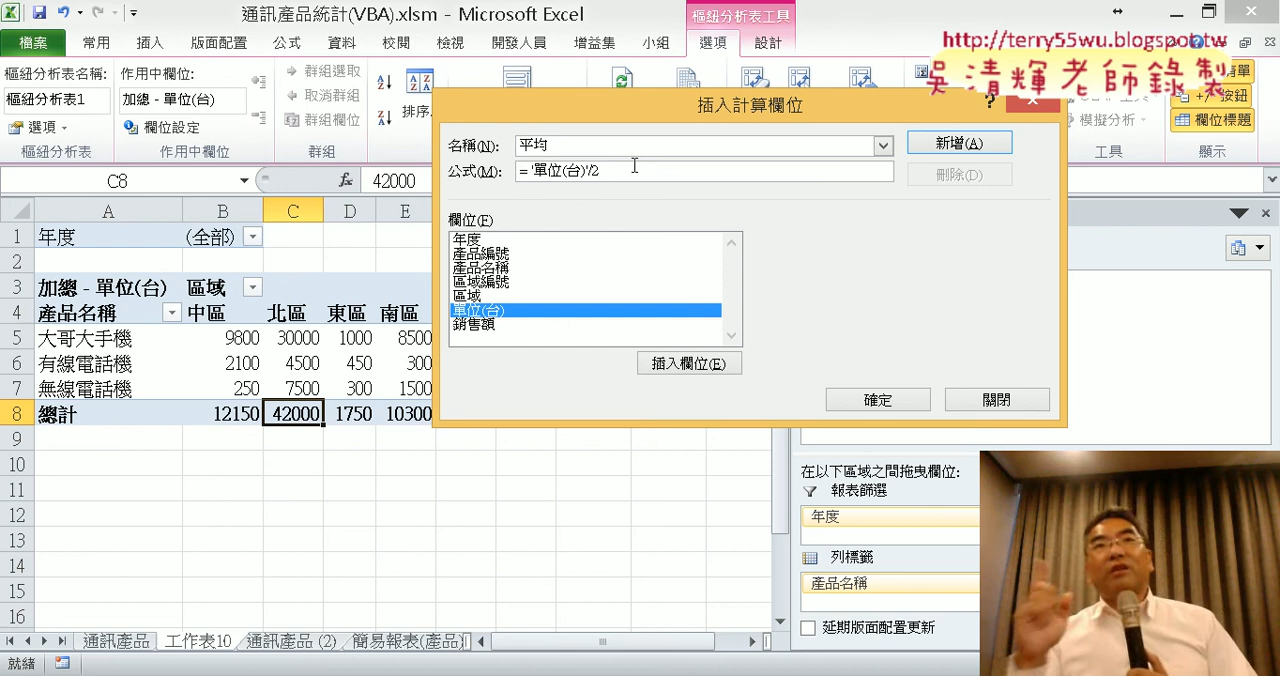 通訊產品統計(VBA).xlsm - Microsoft Excel
樞紐分析表工具
檔案 常用 插入 版面配置 公式 資料 校閱 檢視 開發人員 增益集 小組 選項 設計
http://terry55wu.blogspot.tw
吳清輝老師錄製
樞紐分析表名稱: 作用中欄位: 群組選取
樞紐分析表1 加總 - 單位(台) 取消群組 排序
選項 欄位設定 群組欄位
樞紐分析表 作用中欄位 群組
清單
+/- 按鈕
模擬分析 欄位標題
工具 顯示
插入計算欄位
名稱(N): 平均 新增(A)
公式(M): = '單位(台)'/2 刪除(D)
欄位(F)
年度
產品編號
產品名稱
區域編號
區域
單位(台)
銷售額
插入欄位(E)
確定 關閉
C8 fx 42000
A B C D E
1 年度 (全部)
2
3 加總 - 單位(台) 區域
4 產品名稱 中區 北區 東區 南區
5 大哥大手機 9800 30000 1000 8500
6 有線電話機 2100 4500 450 300
7 無線電話機 250 7500 300 1500
8 總計 12150 42000 1750 10300
9
10
11
12
13
14
15
16
在以下區域之間拖曳欄位:
報表篩選
年度
列標籤
產品名稱
延期版面配置更新
通訊產品 工作表10 通訊產品 (2) 簡易報表(產品)
就緒